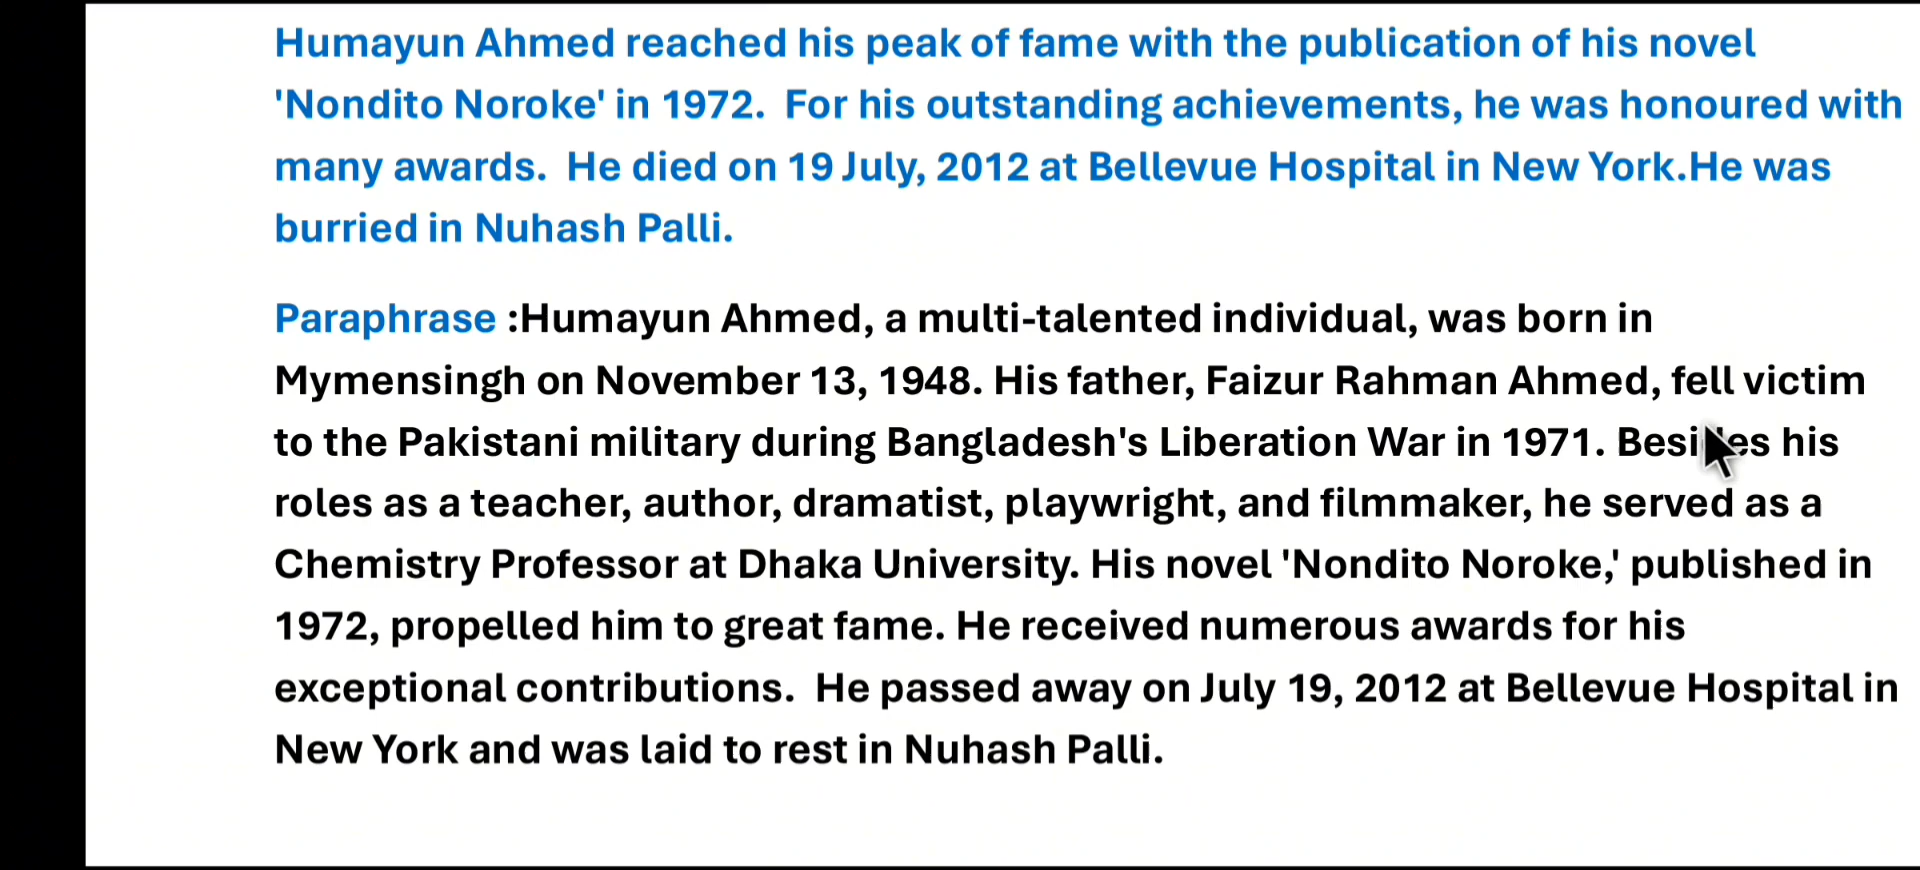 Humayun Ahmed reached his peak of fame with the publication of his novel
'Nondito Noroke' in 1972.  For his outstanding achievements, he was honoured with
many awards.  He died on 19 July, 2012 at Bellevue Hospital in New York.He was
burried in Nuhash Palli.
Paraphrase :Humayun Ahmed, a multi-talented individual, was born in
Mymensingh on November 13, 1948. His father, Faizur Rahman Ahmed, fell victim
to the Pakistani military during Bangladesh's Liberation War in 1971. Besides his
roles as a teacher, author, dramatist, playwright, and filmmaker, he served as a
Chemistry Professor at Dhaka University. His novel 'Nondito Noroke,' published in
1972, propelled him to great fame. He received numerous awards for his
exceptional contributions.  He passed away on July 19, 2012 at Bellevue Hospital in
New York and was laid to rest in Nuhash Palli.